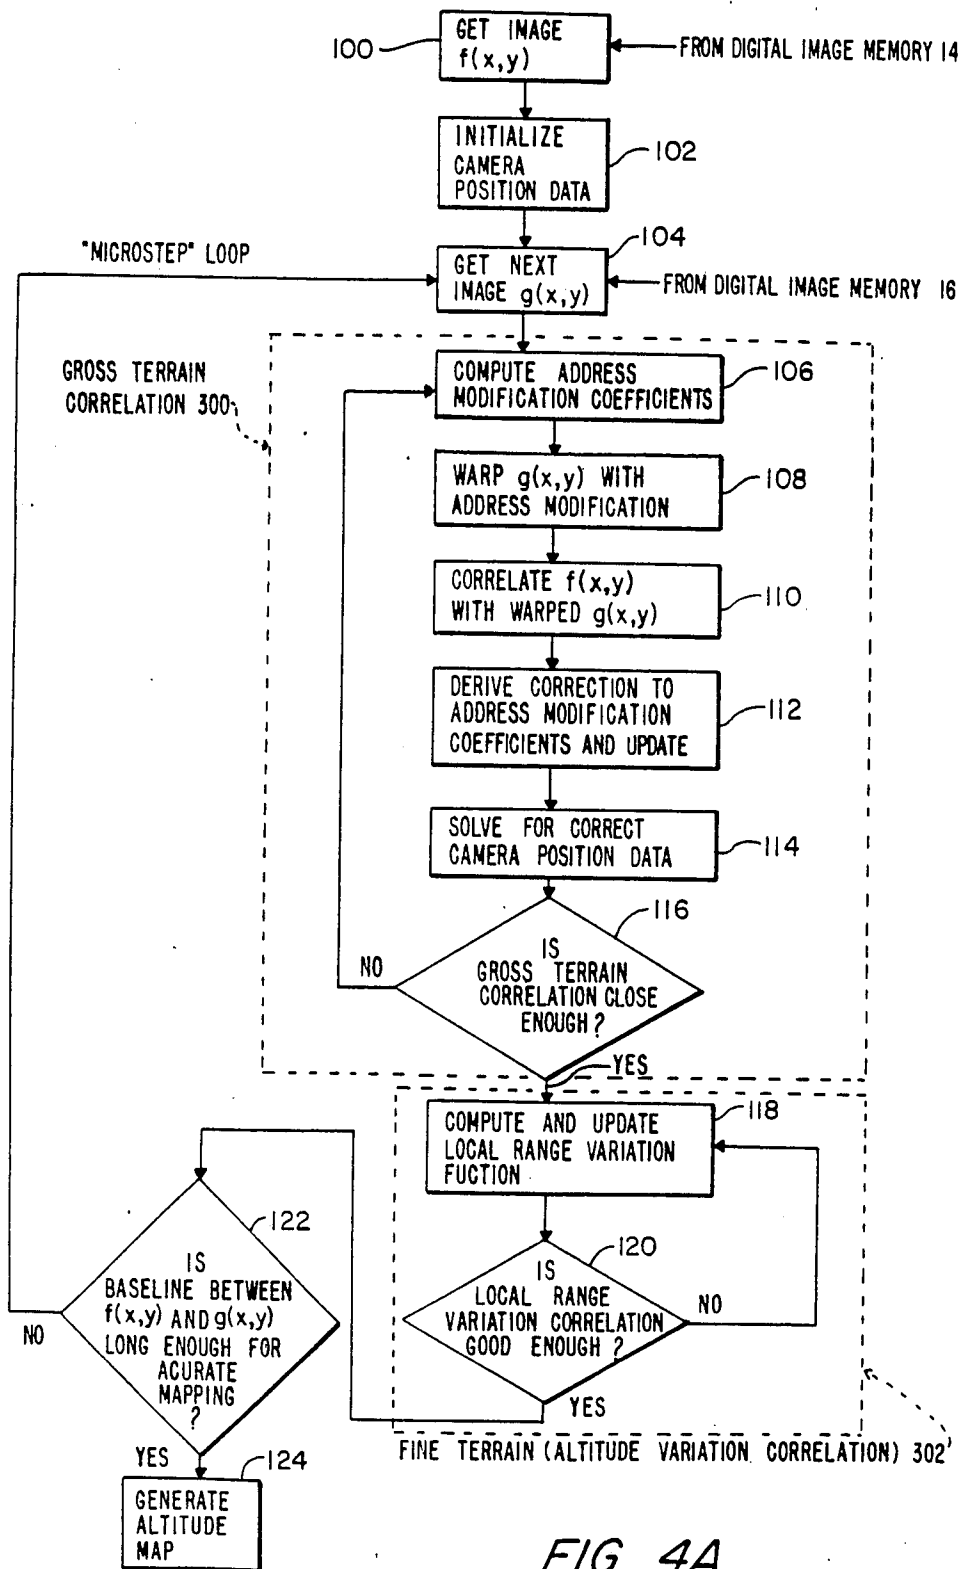 GET IMAGE
f(x,y)
100
FROM DIGITAL IMAGE MEMORY 14
INITIALIZE
CAMERA
POSITION DATA
102
"MICROSTEP" LOOP
104
GET NEXT
IMAGE g(x,y)
FROM DIGITAL IMAGE MEMORY 16
GROSS TERRAIN
CORRELATION 300
COMPUTE ADDRESS
MODIFICATION COEFFICIENTS
106
WARP g(x,y) WITH
ADDRESS MODIFICATION
108
CORRELATE f(x,y)
WITH WARPED g(x,y)
110
DERIVE CORRECTION TO
ADDRESS MODIFICATION
COEFFICIENTS AND UPDATE
112
SOLVE FOR CORRECT
CAMERA POSITION DATA
114
116
IS
GROSS TERRAIN
CORRELATION CLOSE
ENOUGH?
NO
YES
118
COMPUTE AND UPDATE
LOCAL RANGE VARIATION
FUCTION
120
IS
LOCAL RANGE
VARIATION CORRELATION
GOOD ENOUGH ?
NO
YES
FINE TERRAIN (ALTITUDE VARIATION CORRELATION) 302
122
IS
BASELINE BETWEEN
f(x,y) AND g(x,y)
LONG ENOUGH FOR
ACURATE
MAPPING
?
NO
YES
124
GENERATE
ALTITUDE
MAP
FIG 4A